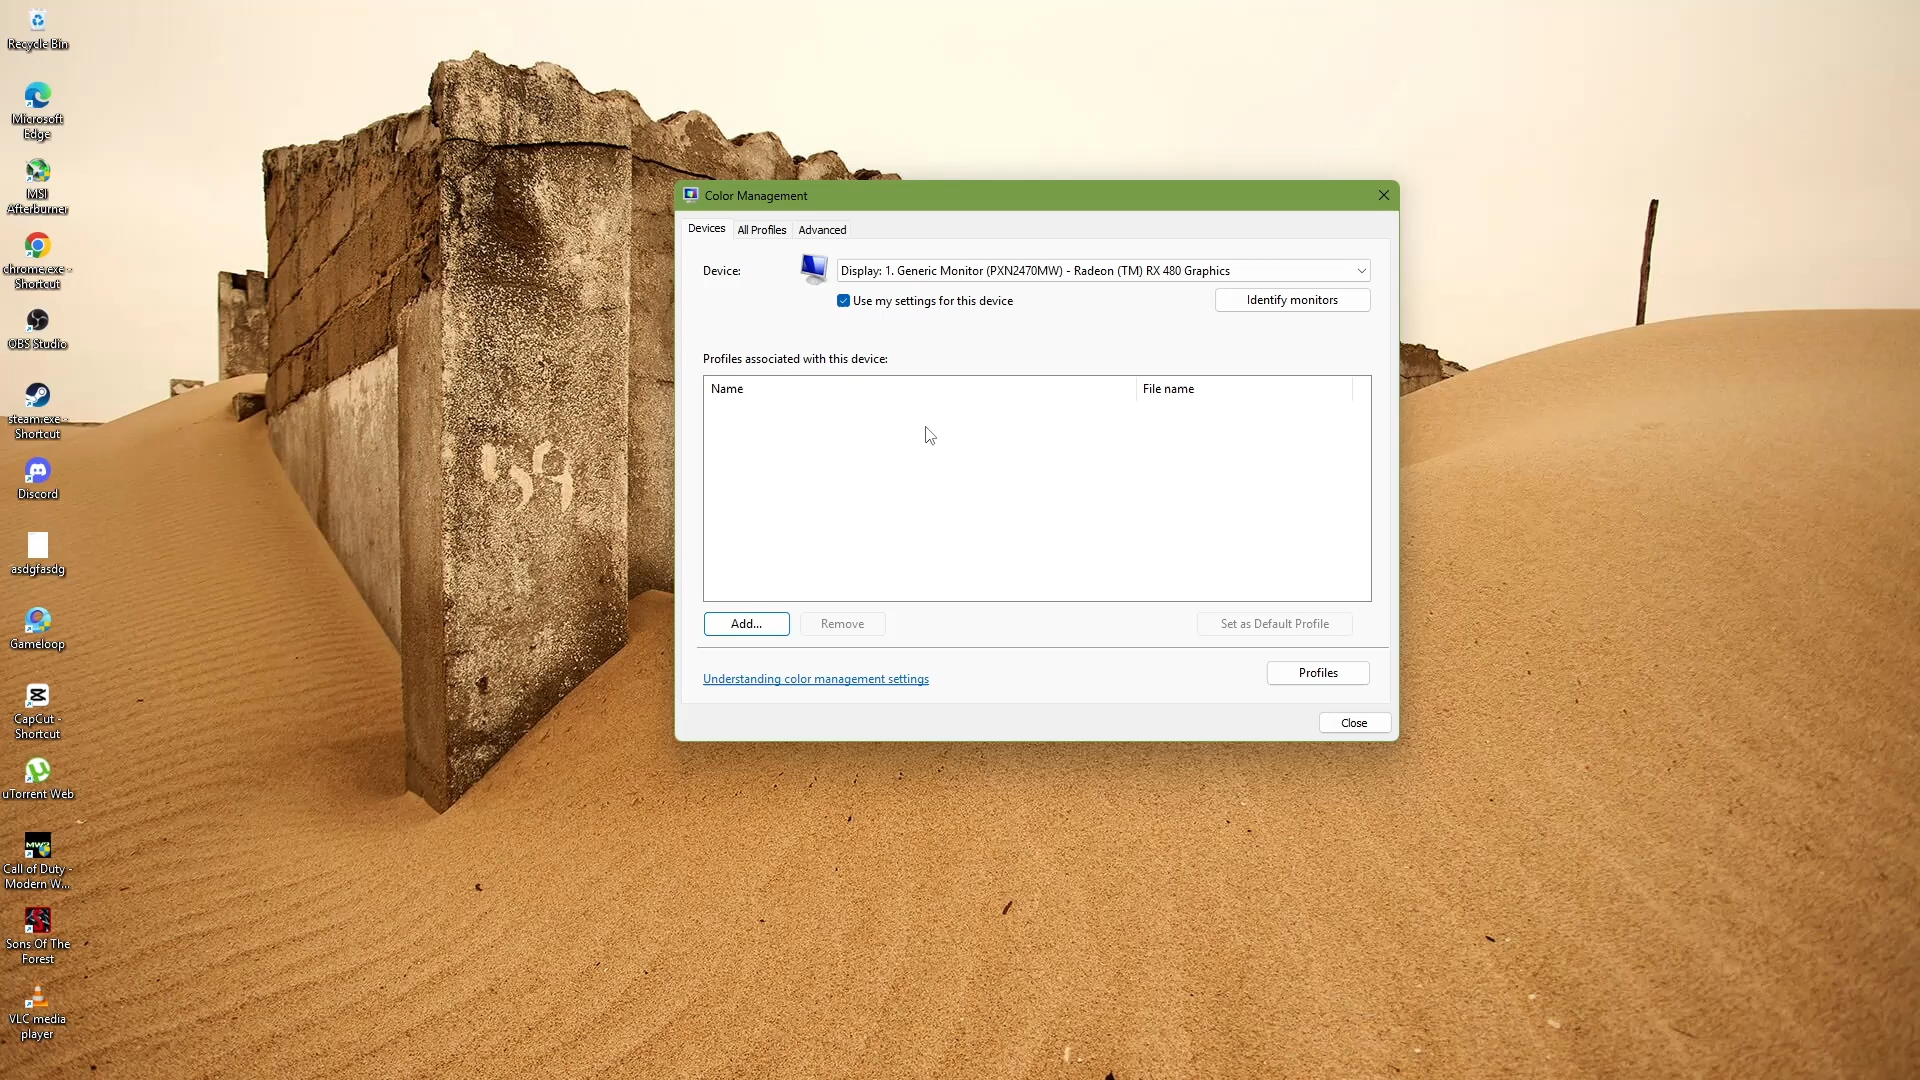 Recycle Bin
Microsoft
Edge
MSI
Afterburner
chrome.exe -
Shortcut
OBS Studio
steam.exe -
Shortcut
Discord
asdgfasdg
Gameloop
CapCut -
Shortcut
uTorrent Web
Call of Duty -
Modern W...
Sons Of The
Forest
VLC media
player
Color Management
Devices
All Profiles
Advanced
Device:
Display: 1. Generic Monitor (PXN2470MW) - Radeon (TM) RX 480 Graphics
Use my settings for this device
Identify monitors
Profiles associated with this device:
Name
File name
Add...
Remove
Set as Default Profile
Understanding color management settings
Profiles
Close